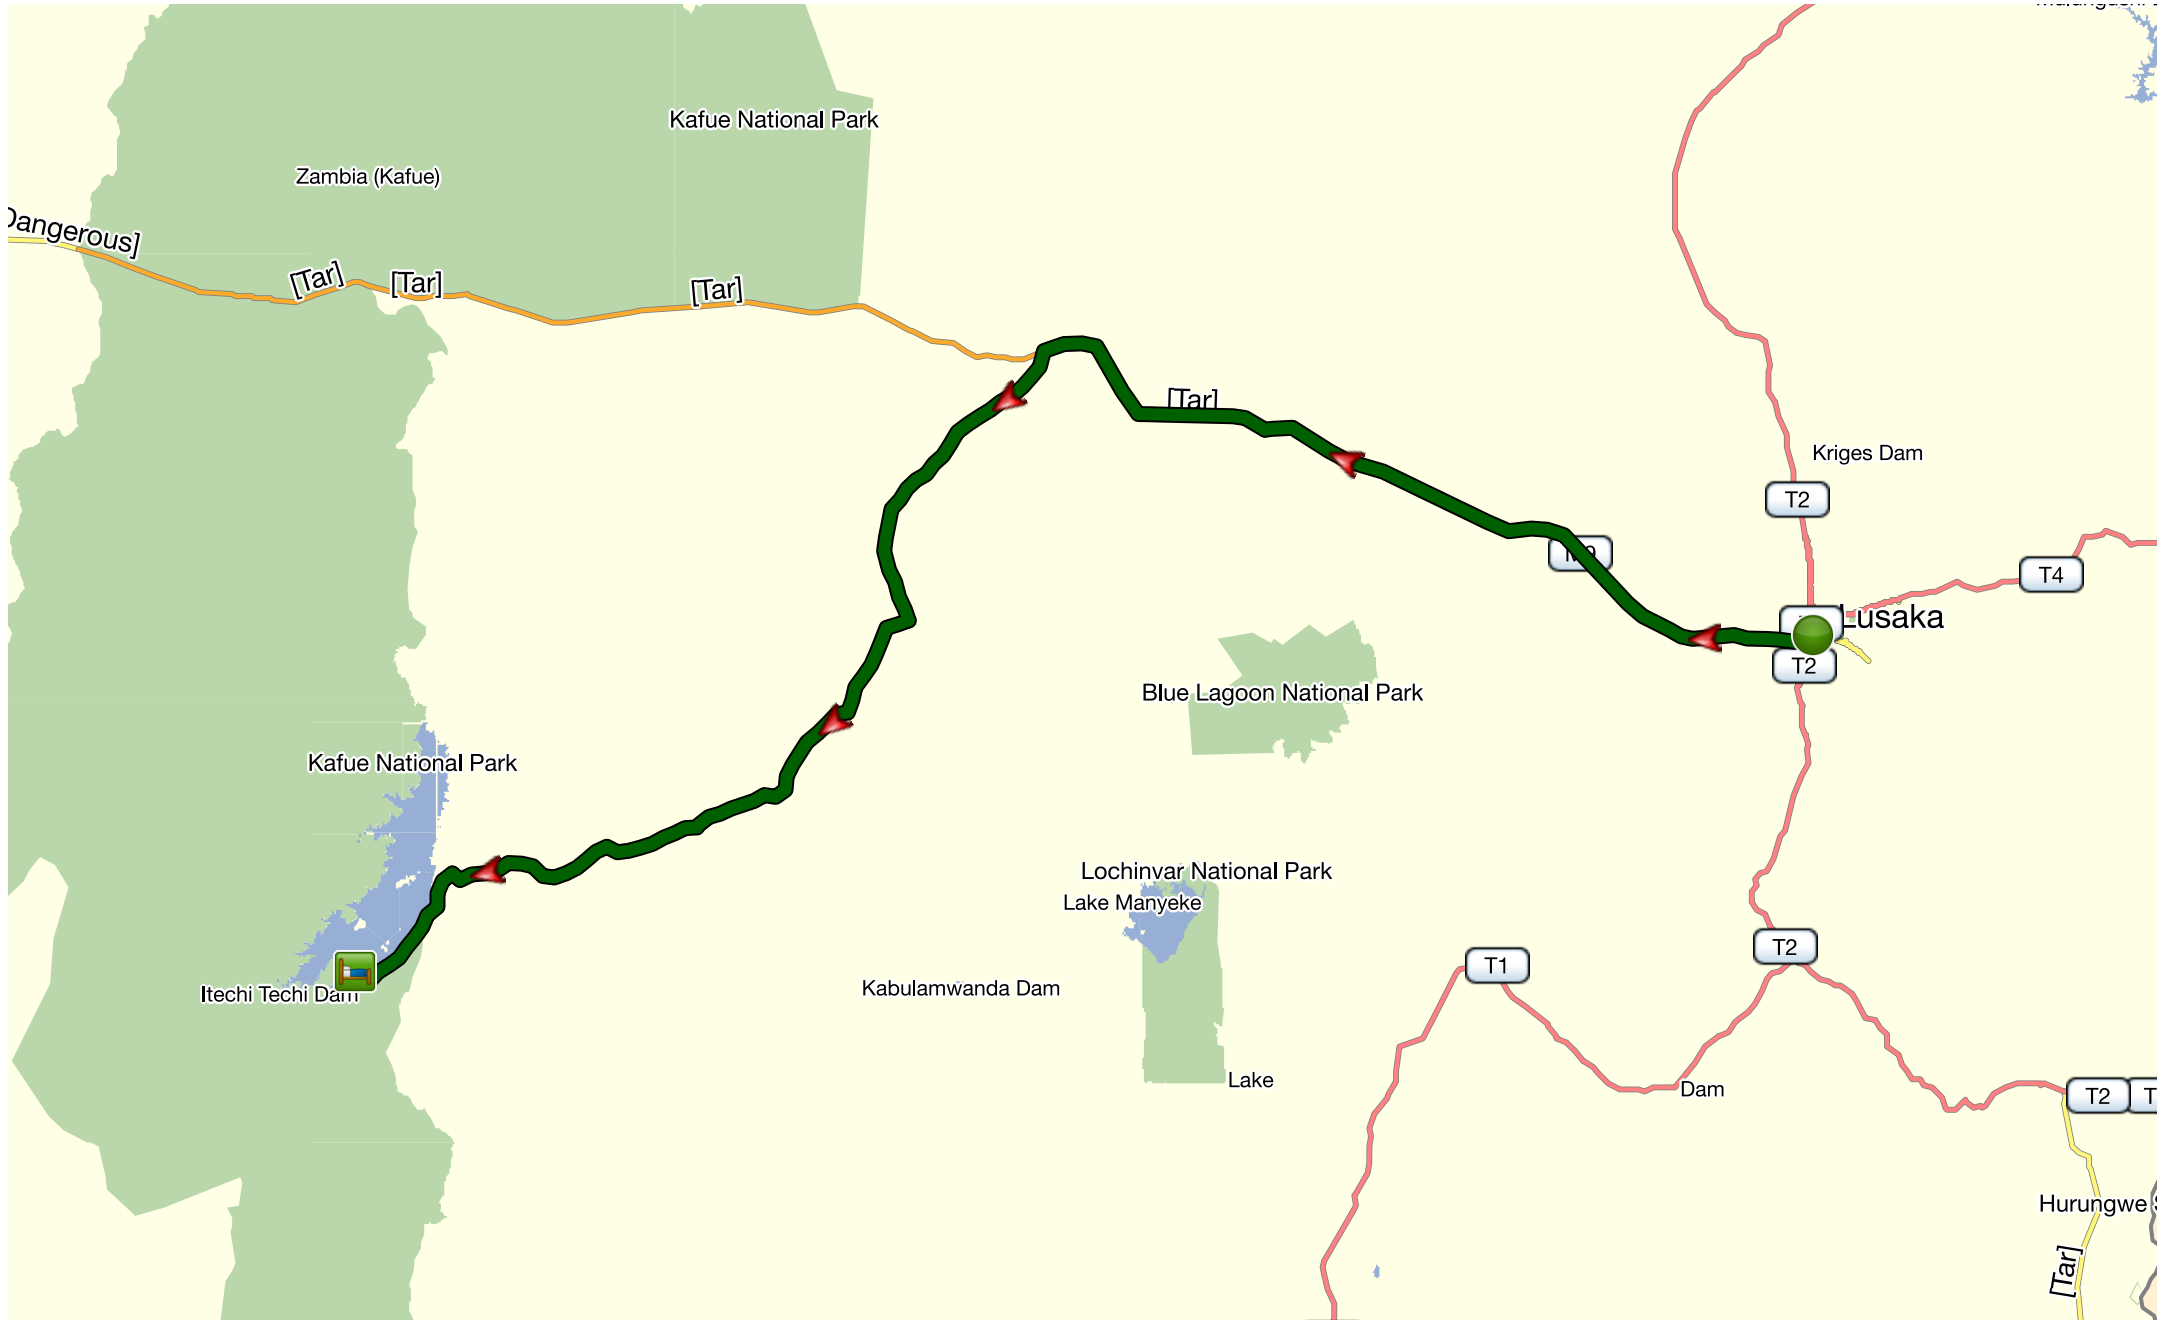 Kafue National Park
Zambia (Kafue)
Dangerous]
[Tar]
[Tar]
[Tar]
[Tar]
Kriges Dam
T2
T4
Lusaka
T2
Blue Lagoon National Park
Kafue National Park
Lochinvar National Park
Lake Manyeke
T2
T1
Itechi Techi Dam
Kabulamwanda Dam
Lake
Dam
T2
Hurungwe
[Tar]